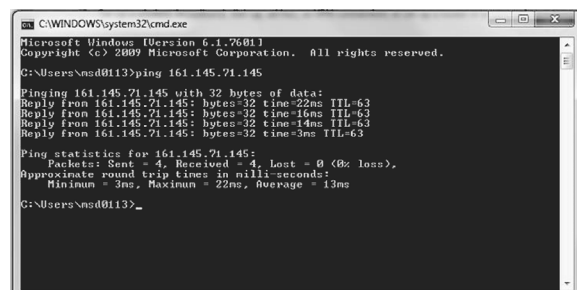 C:\WINDOWS\system32\cmd.exe
Microsoft Windows [Version 6.1.7601]
Copyright (c) 2009 Microsoft Corporation. All rights reserved.
C:\Users\msd0113>ping 161.145.71.145
Pinging 161.145.71.145 with 32 bytes of data:
Reply from 161.145.71.145: bytes=32 time=22ms TTL=63
Reply from 161.145.71.145: bytes=32 time=16ms TTL=63
Reply from 161.145.71.145: bytes=32 time=14ms TTL=63
Reply from 161.145.71.145: bytes=32 time=3ms TTL=63
Ping statistics for 161.145.71.145:
Packets: Sent = 4, Received = 4, Lost = 0 (0% loss),
Approximate round trip times in milli-seconds:
Minimum = 3ms, Maximum = 22ms, Average = 13ms
C:\Users\msd0113>_